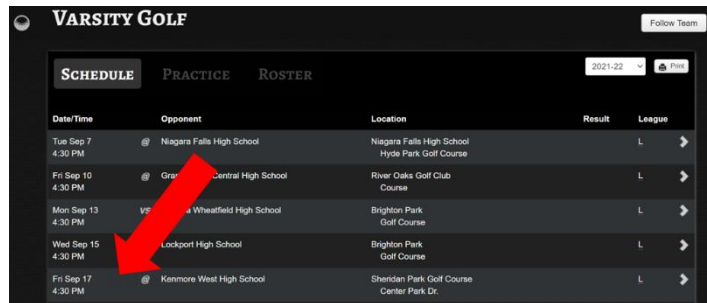 VARSITY GOLF
Follow Team
SCHEDULE PRACTICE ROSTER
2021-22 Print
Date/Time Opponent Location Result League
Tue Sep 7 @ Niagara Falls High School Niagara Falls High School L
4:30 PM Hyde Park Golf Course
Fri Sep 10 @ Central High School River Oaks Golf Club L
4:30 PM Course
Mon Sep 13 VS Wheatfield High School Brighton Park L
4:30 PM Golf Course
Wed Sep 15 Lockport High School Brighton Park L
4:30 PM Golf Course
Fri Sep 17 @ Kenmore West High School Sheridan Park Golf Course L
4:30 PM Center Park Dr.